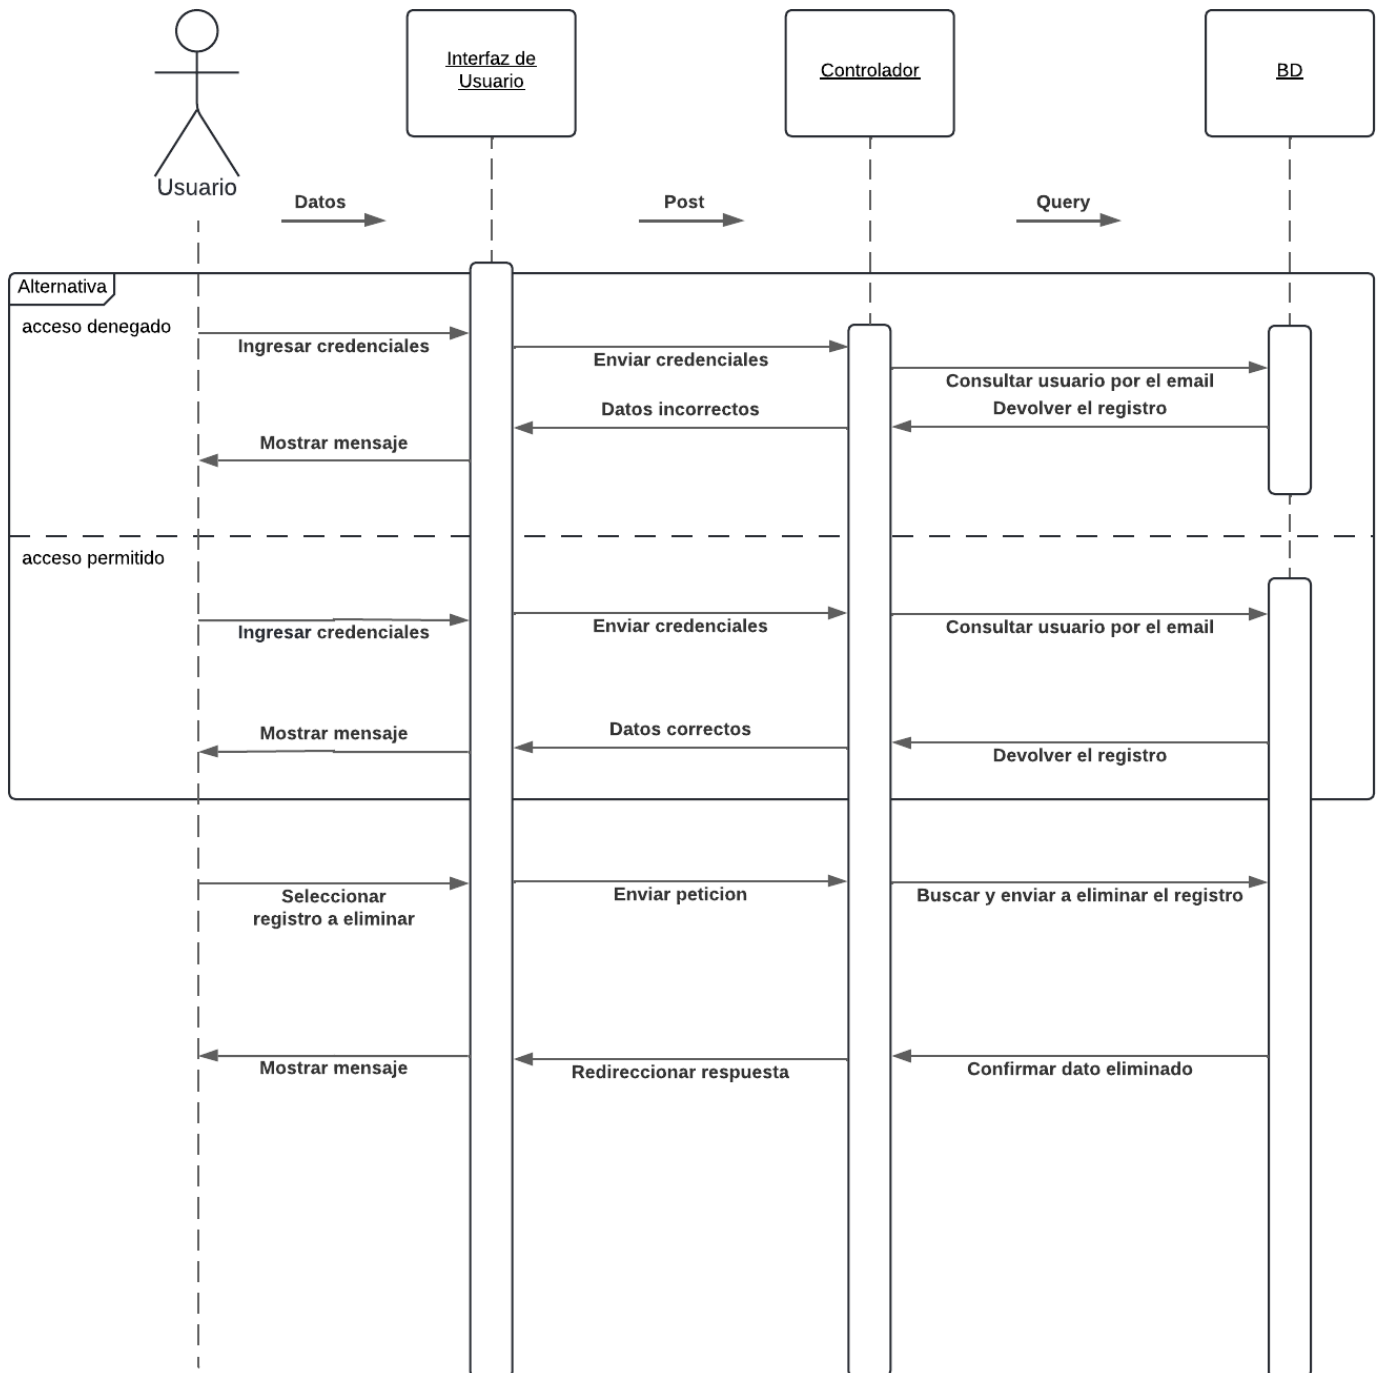 Interfaz de
Usuario
Controlador
BD
Usuario
Datos
Post
Query
Alternativa
acceso denegado
Ingresar credenciales
Enviar credenciales
Consultar usuario por el email
Datos incorrectos
Devolver el registro
Mostrar mensaje
acceso permitido
Ingresar credenciales
Enviar credenciales
Consultar usuario por el email
Mostrar mensaje
Datos correctos
Devolver el registro
Seleccionar
registro a eliminar
Enviar peticion
Buscar y enviar a eliminar el registro
Mostrar mensaje
Redireccionar respuesta
Confirmar dato eliminado